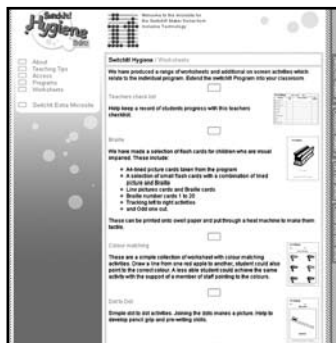 SwitchIt!
Hygiene
Extra
Welcome to the microsite for
the SwitchIt! Maker Series from
Inclusive Technology
About
Teaching Tips
Access
Programs
Worksheets
SwitchIt Extra Microsite
SwitchIt Hygiene / Worksheets
We have produced a range of worksheets and additional on screen activities which
relate to the individual program. Extend the SwitchIt Program into your classroom
Teachers check list
Help keep a record of students progress with this teachers
checklist.
Braille
We have made a selection of flash cards for children who are visual
impaired. These include:
A4 lined picture cards taken from the program
A selection of small flash cards with a combination of lined
picture and Braille
Line pictures cards and Braille cards
Braille number cards 1 to 20
Tracking left to right activities
and Odd one out.
These can be printed onto swell paper and put through a heat machine to make them
tactile.
Colour matching
These are a simple collection of worksheet with colour matching
activities. Draw a line from one red apple to another, student could also
point to the correct colour. A less able student could achieve the same
activity with the support of a member of staff pointing to the colours.
Dot to Dot
Simple dot to dot activities. Joining the dots makes a picture. Help to
develop pencil grip and pre-writing skills.